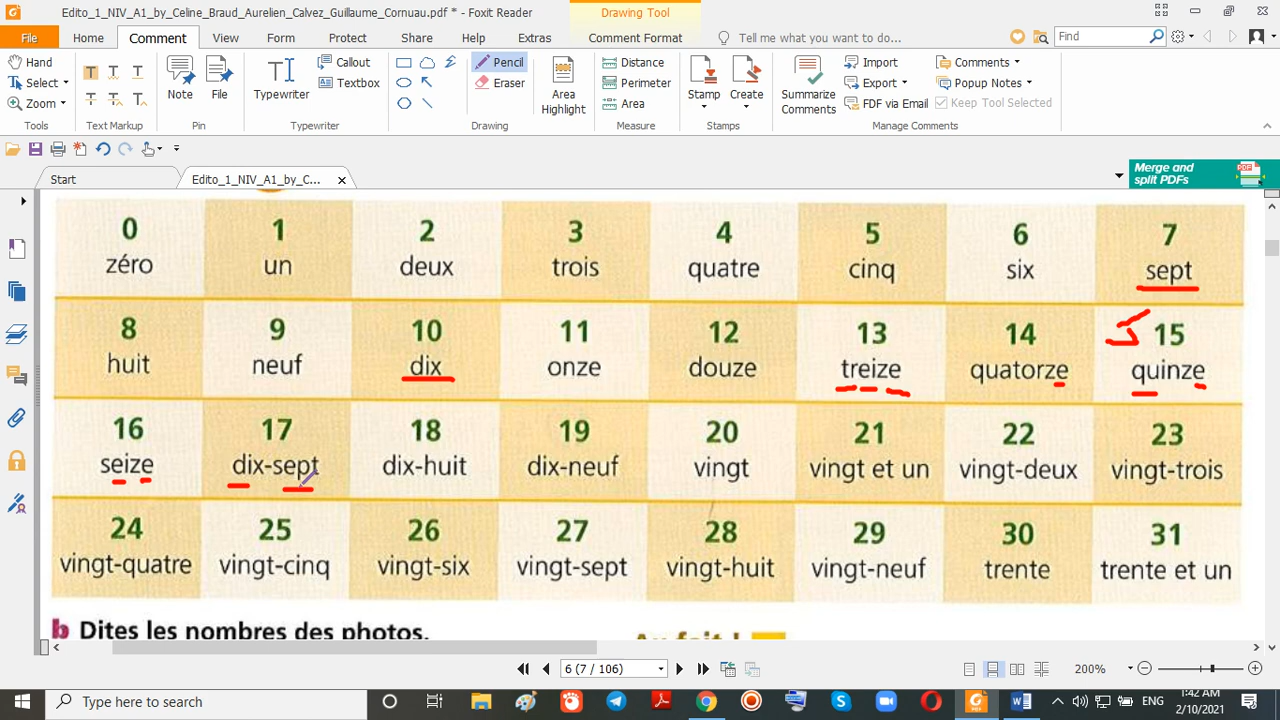 Edito_1_NIV_A1_by_Celine_Braud_Aurelien_Calvez_Guillaume_Cornuau.pdf * - Foxit Reader
Drawing Tool
File Home Comment View Form Protect Share Help Extras Comment Format Tell me what you want to do... Find
Hand
Select
Zoom
Tools
Text Markup
Note
File
Pin
Typewriter
Callout
Textbox
Typewriter
Pencil
Eraser
Area Highlight
Drawing
Distance
Perimeter
Area
Measure
Stamp
Create
Stamps
Summarize Comments
Import
Export
FDF via Email
Comments
Popup Notes
Keep Tool Selected
Manage Comments
Start
Edito_1_NIV_A1_by_C...
Merge and split PDFs
0 1 2 3 4 5 6 7
zéro un deux trois quatre cinq six sept
8 9 10 11 12 13 14 15
huit neuf dix onze douze treize quatorze quinze
16 17 18 19 20 21 22 23
seize dix-sept dix-huit dix-neuf vingt vingt et un vingt-deux vingt-trois
24 25 26 27 28 29 30 31
vingt-quatre vingt-cinq vingt-six vingt-sept vingt-huit vingt-neuf trente trente et un
b Dites les nombres des photos.
Au fait !
6 (7 / 106)
200%
Type here to search
ENG
1:42 AM
2/10/2021